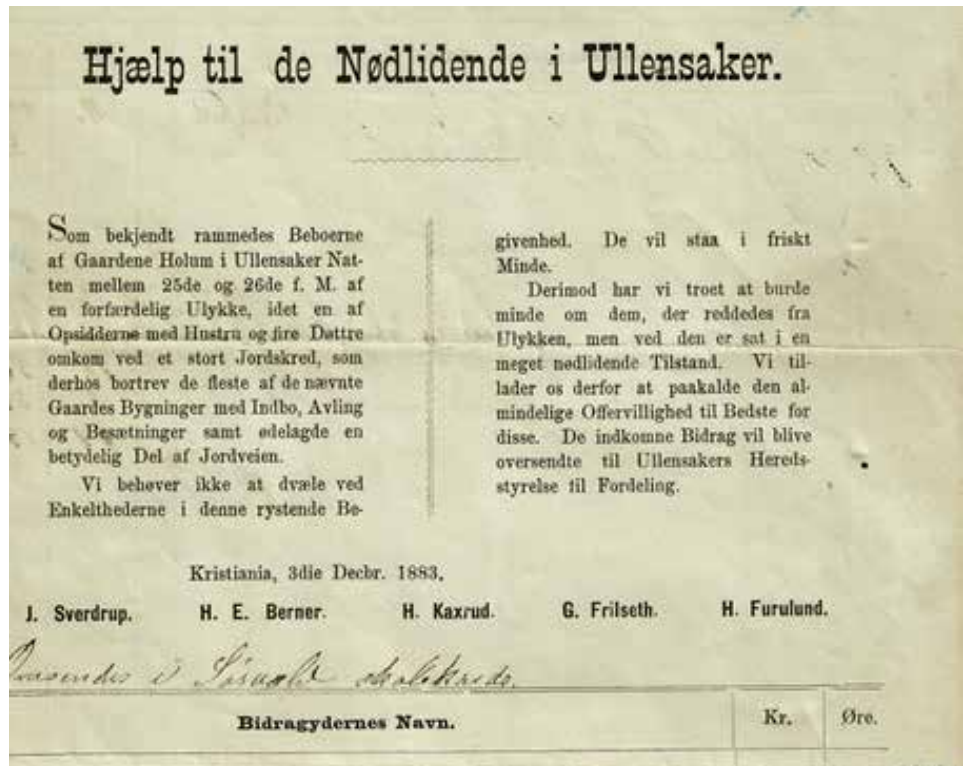 Hjælp til de Nødlidende i Ullensaker.
Som bekjendt rammedes Beboerne
af Gaardene Holum i Ullensaker Nat-
ten mellem 25de og 26de f. M. af
en forfærdelig Ulykke, idet en af
Opsidderne med Hustru og fire Døttre
omkom ved et stort Jordskred, som
derhos bortrev de fleste af de nævnte
Gaardes Bygninger med Indbo, Avling
og Besætninger samt ødelagde en
betydelig Del af Jordveien.
Vi behøver ikke at dvæle ved
Enkelthederne i denne rystende Be-
givenhed. De vil staa i friskt
Minde.
Derimod har vi troet at burde
minde om dem, der reddedes fra
Ulykken, men ved den er sat i en
meget nødlidende Tilstand. Vi til-
lader os derfor at paakalde den al-
mindelige Offervillighed til Bedste for
disse. De indkomne Bidrag vil blive
oversendte til Ullensakers Hereds-
styrelse til Fordeling.
Kristiania, 3die Decbr. 1883.
J. Sverdrup. H. E. Berner. H. Kaxrud. G. Frilseth. H. Furulund.
i
Bidragydernes Navn. Kr. Øre.